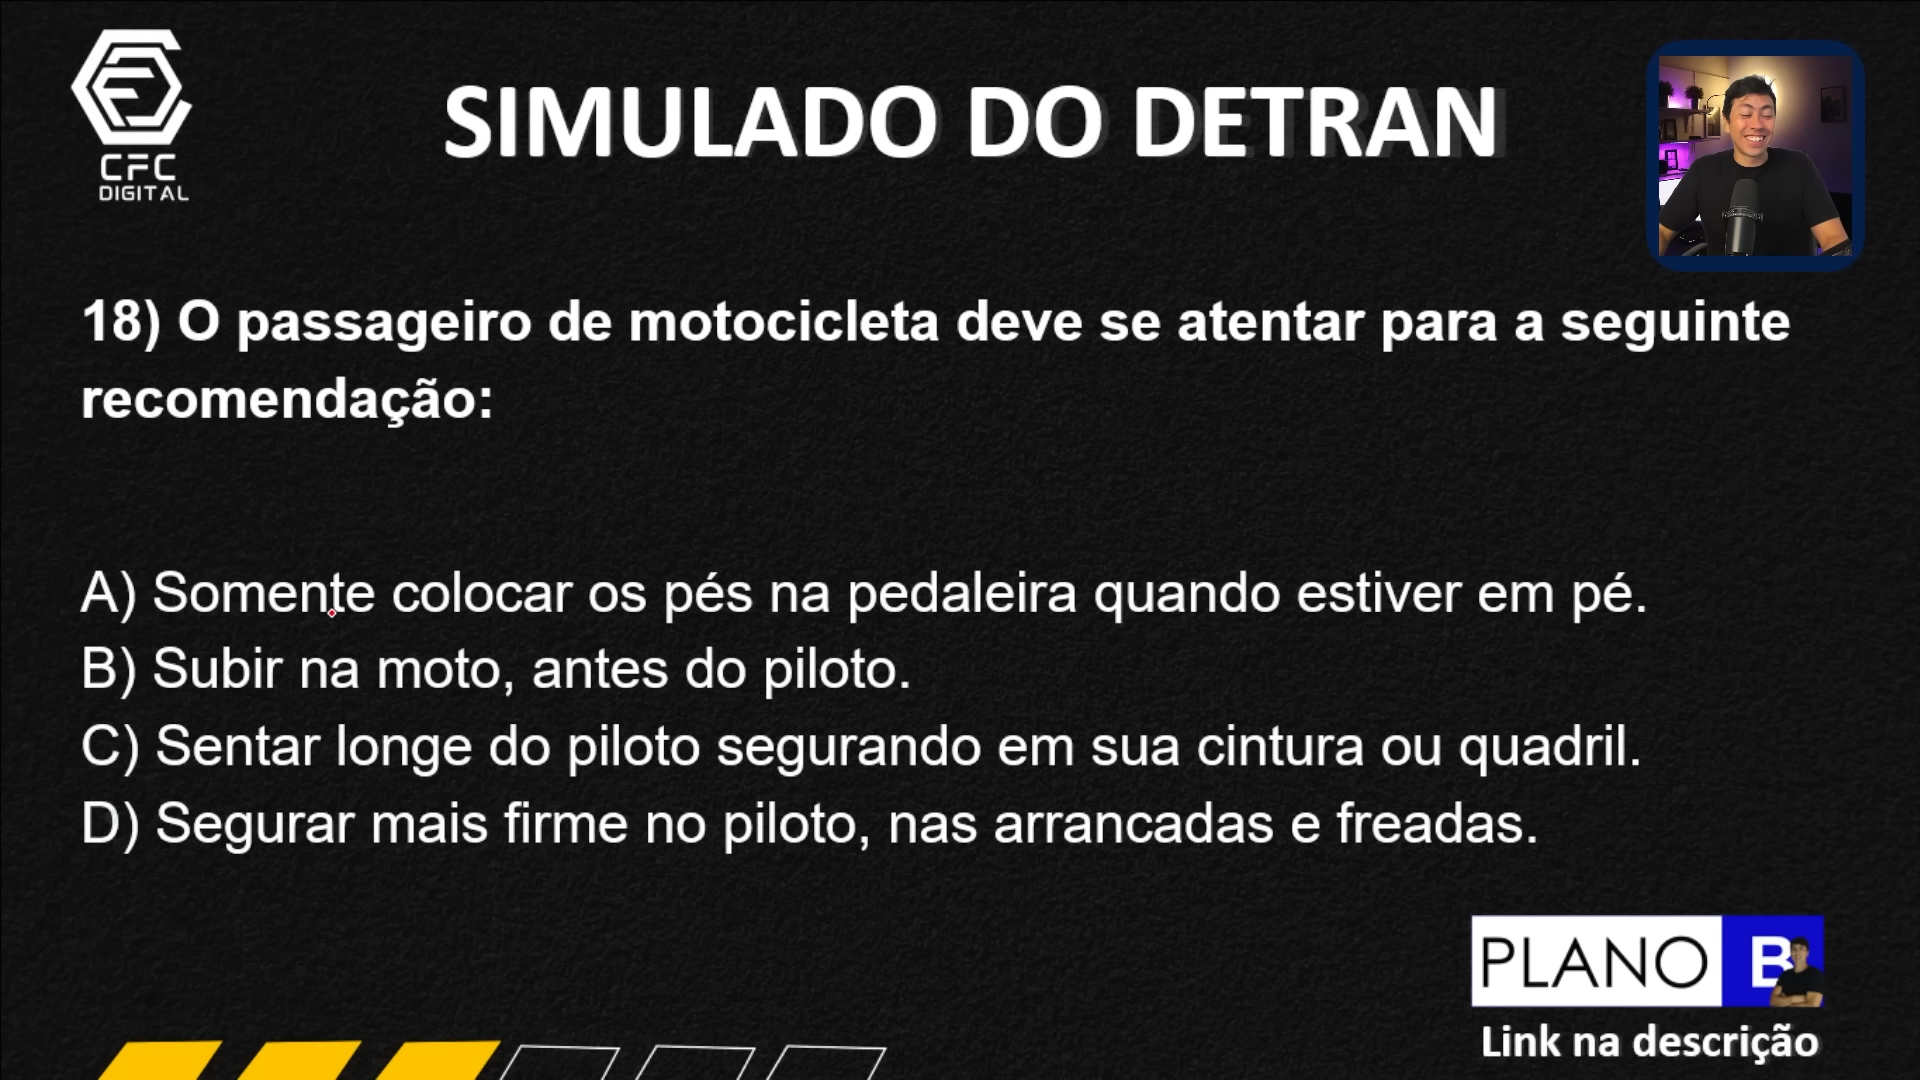 CFC
DIGITAL
SIMULADO DO DETRAN
18) O passageiro de motocicleta deve se atentar para a seguinte
recomendação:
A) Somente colocar os pés na pedaleira quando estiver em pé.
B) Subir na moto, antes do piloto.
C) Sentar longe do piloto segurando em sua cintura ou quadril.
D) Segurar mais firme no piloto, nas arrancadas e freadas.
PLANO B
Link na descrição